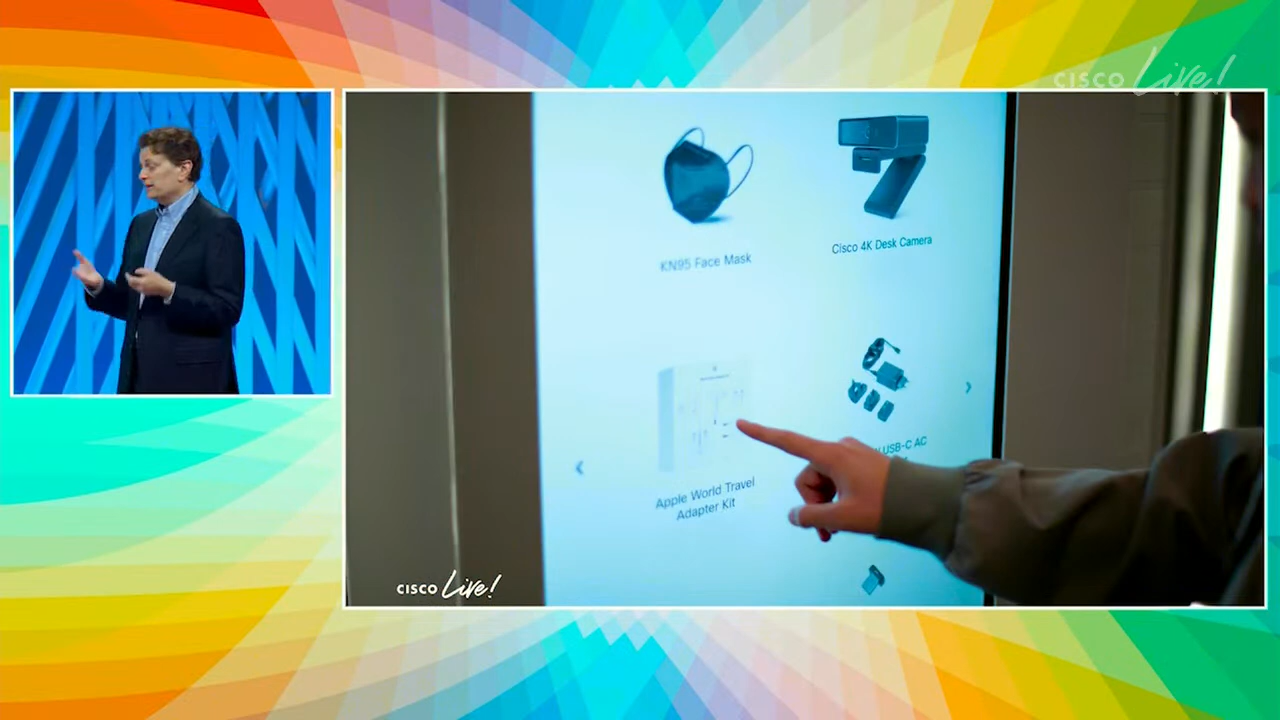 CISCO Live!
KN95 Face Mask
Cisco 4K Desk Camera
USB-C AC
Apple World Travel
Adapter Kit
CISCO Live!